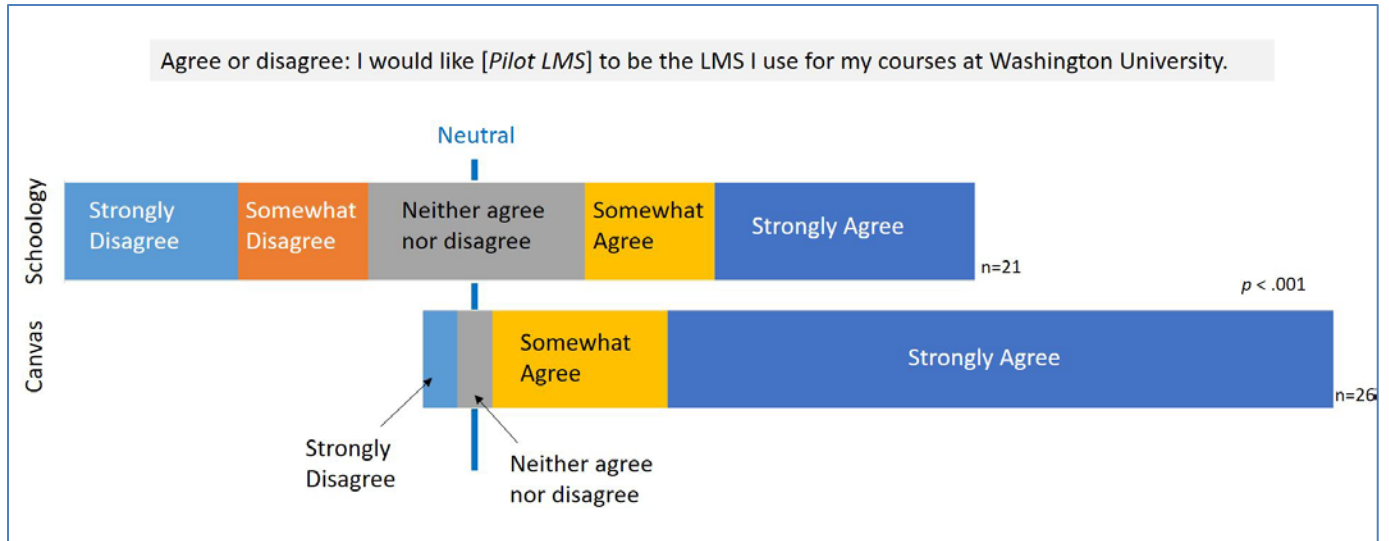 Agree or disagree: I would like [Pilot LMS] to be the LMS I use for my courses at Washington University.
Neutral
Schoology
Strongly
Disagree
Somewhat
Disagree
Neither agree
nor disagree
Somewhat
Agree
Strongly Agree
n=21
p < .001
Canvas
Somewhat
Agree
Strongly Agree
n=26
Strongly
Disagree
Neither agree
nor disagree